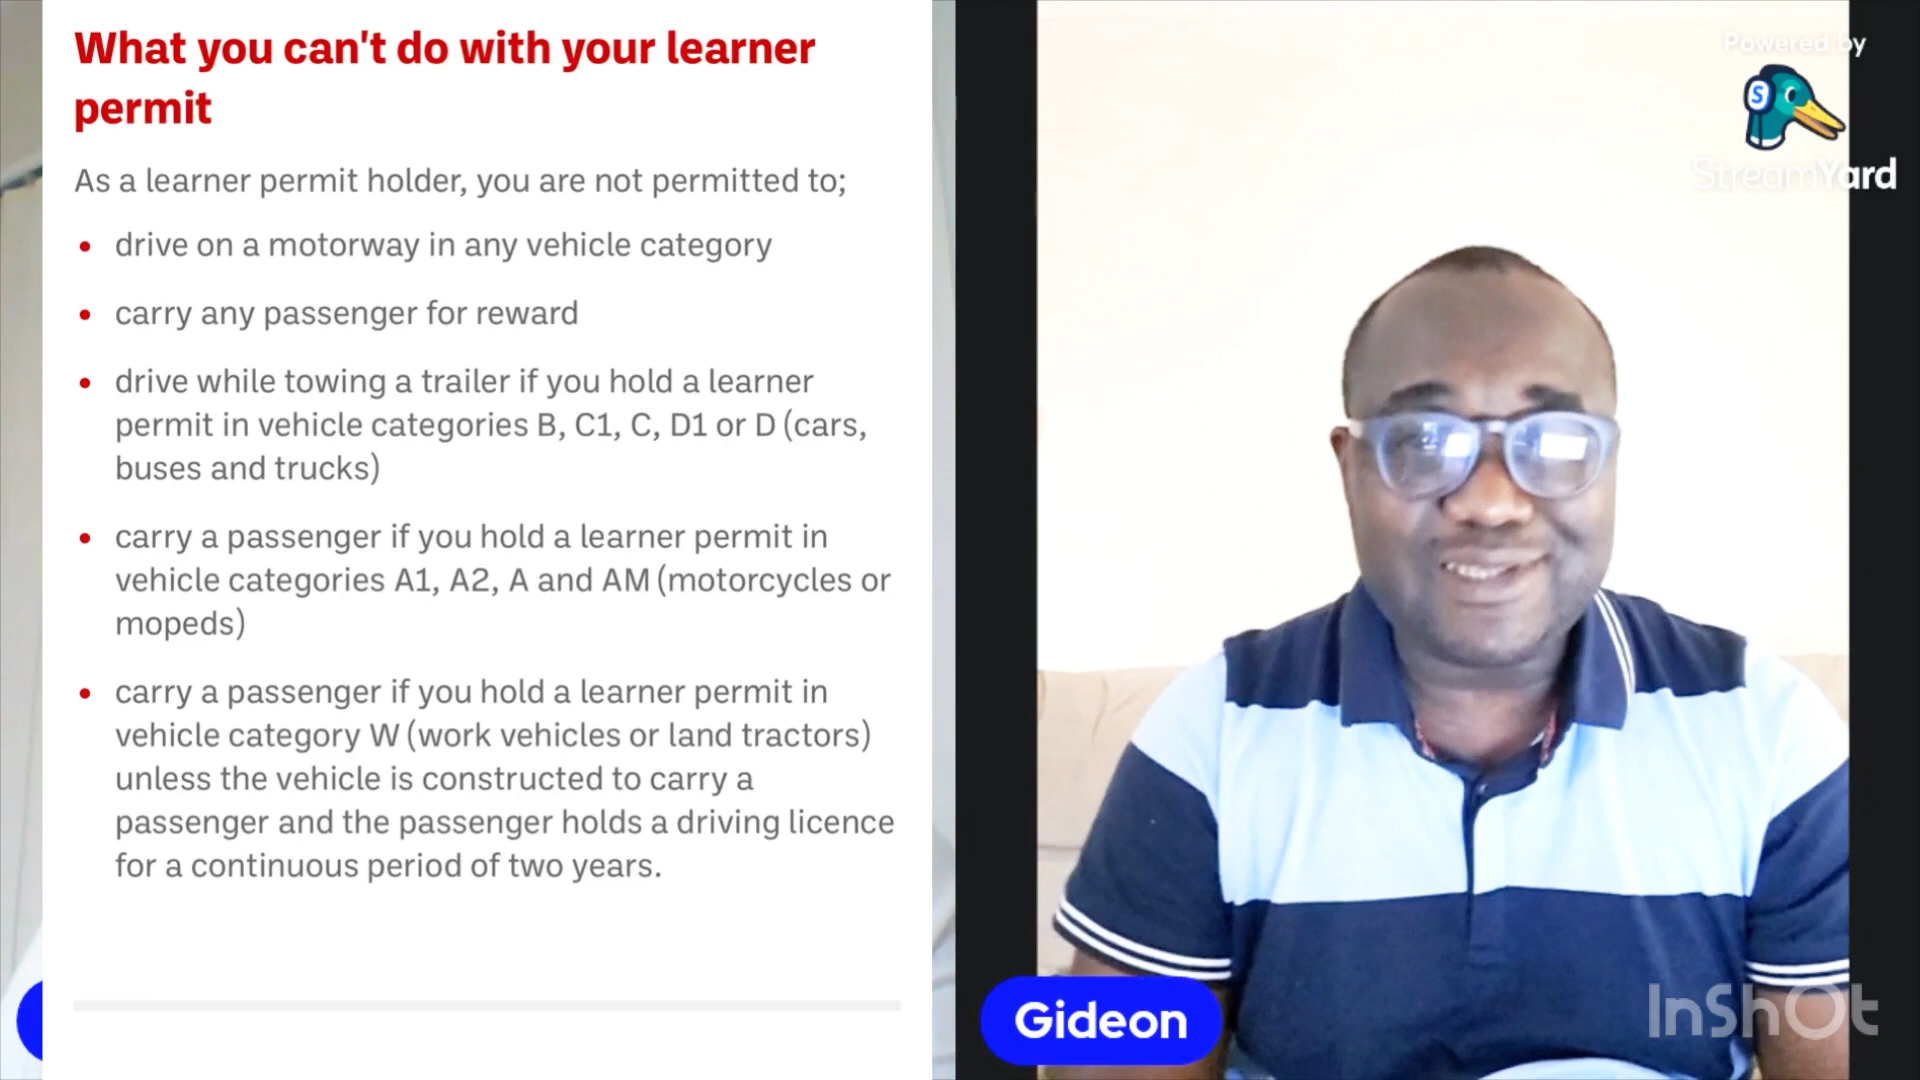 What you can't do with your learner
permit
As a learner permit holder, you are not permitted to;
drive on a motorway in any vehicle category
carry any passenger for reward
drive while towing a trailer if you hold a learner
permit in vehicle categories B, C1, C, D1 or D (cars,
buses and trucks)
carry a passenger if you hold a learner permit in
vehicle categories A1, A2, A and AM (motorcycles or
mopeds)
carry a passenger if you hold a learner permit in
vehicle category W (work vehicles or land tractors)
unless the vehicle is constructed to carry a
passenger and the passenger holds a driving licence
for a continuous period of two years.
Powered by
S
StreamYard
Gideon
InShOt